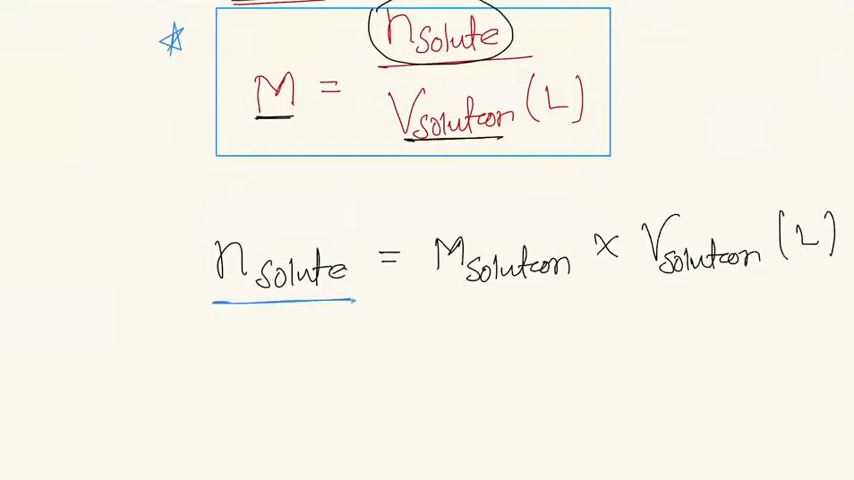 M = n solute / V solution (L)
n solute = M solution × V solution (L)